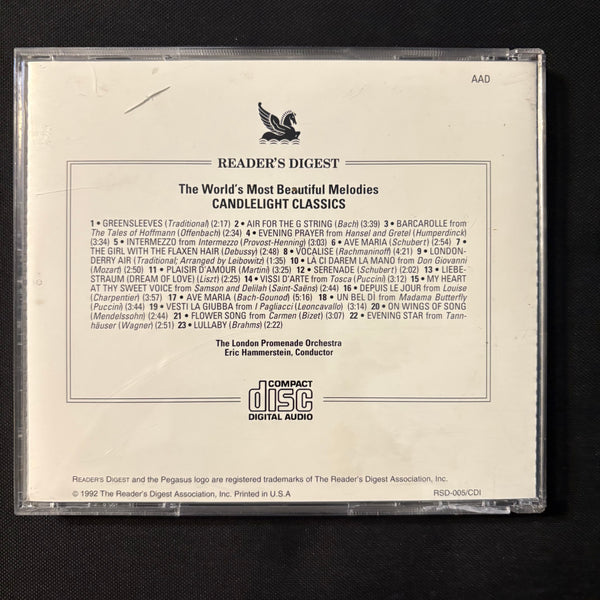 AAD
READER'S DIGEST
The World's Most Beautiful Melodies
CANDLELIGHT CLASSICS
1 • GREENSLEEVES (Traditional) (2:17) 2 • AIR FOR THE G STRING (Bach) (3:39) 3 • BARCAROLLE from
The Tales of Hoffmann (Offenbach) (2:34) 4 • EVENING PRAYER from Hansel and Gretel (Humperdinck)
(3:34) 5 • INTERMEZZO from Intermezzo (Provost-Henning) (3:03) 6 • AVE MARIA (Schubert) (2:54) 7 •
THE GIRL WITH THE FLAXEN HAIR (Debussy) (2:48) 8 • VOCALISE (Rachmaninoff) (4:21) 9 • LONDON-
DERRY AIR (Traditional; Arranged by Leibowitz) (1:35) 10 • LÀ CI DAREM LA MANO from Don Giovanni
(Mozart) (2:50) 11 • PLAISIR D'AMOUR (Martini) (3:25) 12 • SERENADE (Schubert) (2:02) 13 • LIEBE-
STRAUM (DREAM OF LOVE) (Liszt) (2:25) 14 • VISSI D'ARTE from Tosca (Puccini) (3:12) 15 • MY HEART
AT THY SWEET VOICE from Samson and Delilah (Saint-Saëns) (2:44) 16 • DEPUIS LE JOUR from Louise
(Charpentier) (3:57) 17 • AVE MARIA (Bach-Gounod) (5:16) 18 • UN BEL DÌ from Madama Butterfly
(Puccini) (3:44) 19 • VESTI LA GIUBBA from I Pagliacci (Leoncavallo) (3:14) 20 • ON WINGS OF SONG
(Mendelssohn) (2:44) 21 • FLOWER SONG from Carmen (Bizet) (3:07) 22 • EVENING STAR from Tann-
häuser (Wagner) (2:51) 23 • LULLABY (Brahms) (2:22)
The London Promenade Orchestra
Eric Hammerstein, Conductor
COMPACT
disc
DIGITAL AUDIO
READER'S DIGEST and the Pegasus logo are registered trademarks of The Reader's Digest Association, Inc.
© 1992 The Reader's Digest Association, Inc. Printed in U.S.A RSD-005/CDI